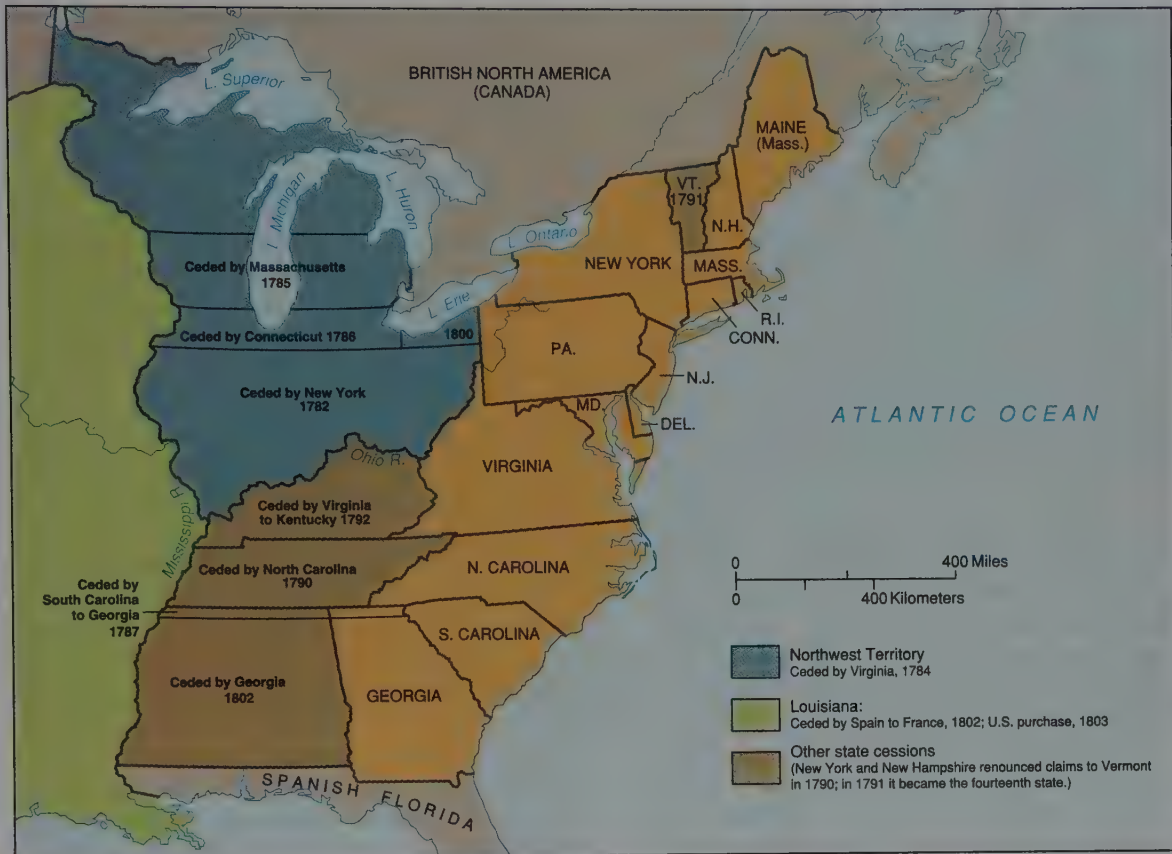 BRITISH NORTH AMERICA
(CANADA)
L. Superior
L. Michigan
L. Huron
L. Ontario
L. Erie
MAINE
(Mass.)
VT.
1791
N.H.
NEW YORK
MASS.
R.I.
CONN.
Ceded by Massachusetts
1785
Ceded by Connecticut 1786
1800
PA.
N.J.
Ceded by New York
1782
MD.
DEL.
ATLANTIC OCEAN
Ohio R.
VIRGINIA
Ceded by Virginia
to Kentucky 1792
Mississippi R.
Ceded by North Carolina
1790
N. CAROLINA
Ceded by
South Carolina
to Georgia
1787
S. CAROLINA
Ceded by Georgia
1802
GEORGIA
SPANISH FLORIDA
0 400 Miles
0 400 Kilometers
Northwest Territory
Ceded by Virginia, 1784
Louisiana:
Ceded by Spain to France, 1802; U.S. purchase, 1803
Other state cessions
(New York and New Hampshire renounced claims to Vermont
in 1790; in 1791 it became the fourteenth state.)